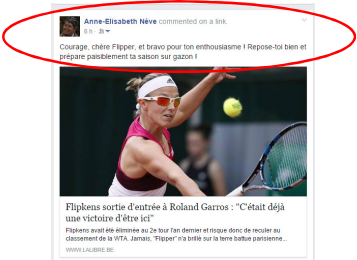 Anne-Elisabeth Nève commented on a link.
6 h ·
Courage, chère Flipper, et bravo pour ton enthousiasme ! Repose-toi bien et
prépare paisiblement ta saison sur gazon !
Flipkens sortie d'entrée à Roland Garros : "C'était déjà
une victoire d'être ici"
Flipkens avait été éliminée au 2e tour l'an dernier et risque donc de reculer au
classement de la WTA. Jamais, "Flipper" n'a brillé sur la terre battue parisienne...
WWW.LALIBRE.BE